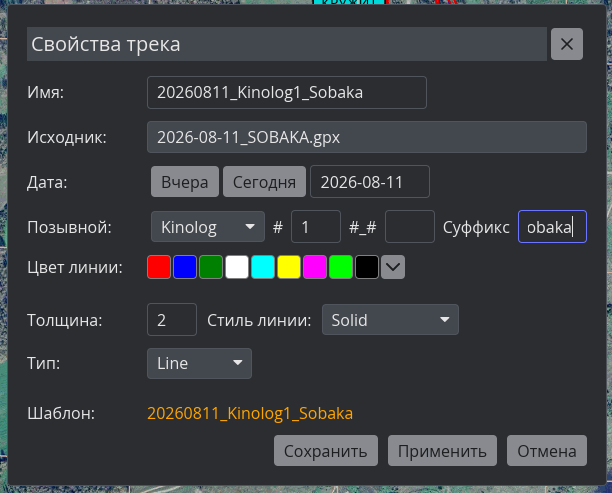 КРУЖИТ
Свойства трека
Имя: 20260811_Kinolog1_Sobaka
Исходник: 2026-08-11_SOBAKA.gpx
Дата: Вчера Сегодня 2026-08-11
Позывной: Kinolog # 1 #_# Суффикс obaka
Цвет линии:
Толщина: 2 Стиль линии: Solid
Тип: Line
Шаблон: 20260811_Kinolog1_Sobaka
Сохранить Применить Отмена